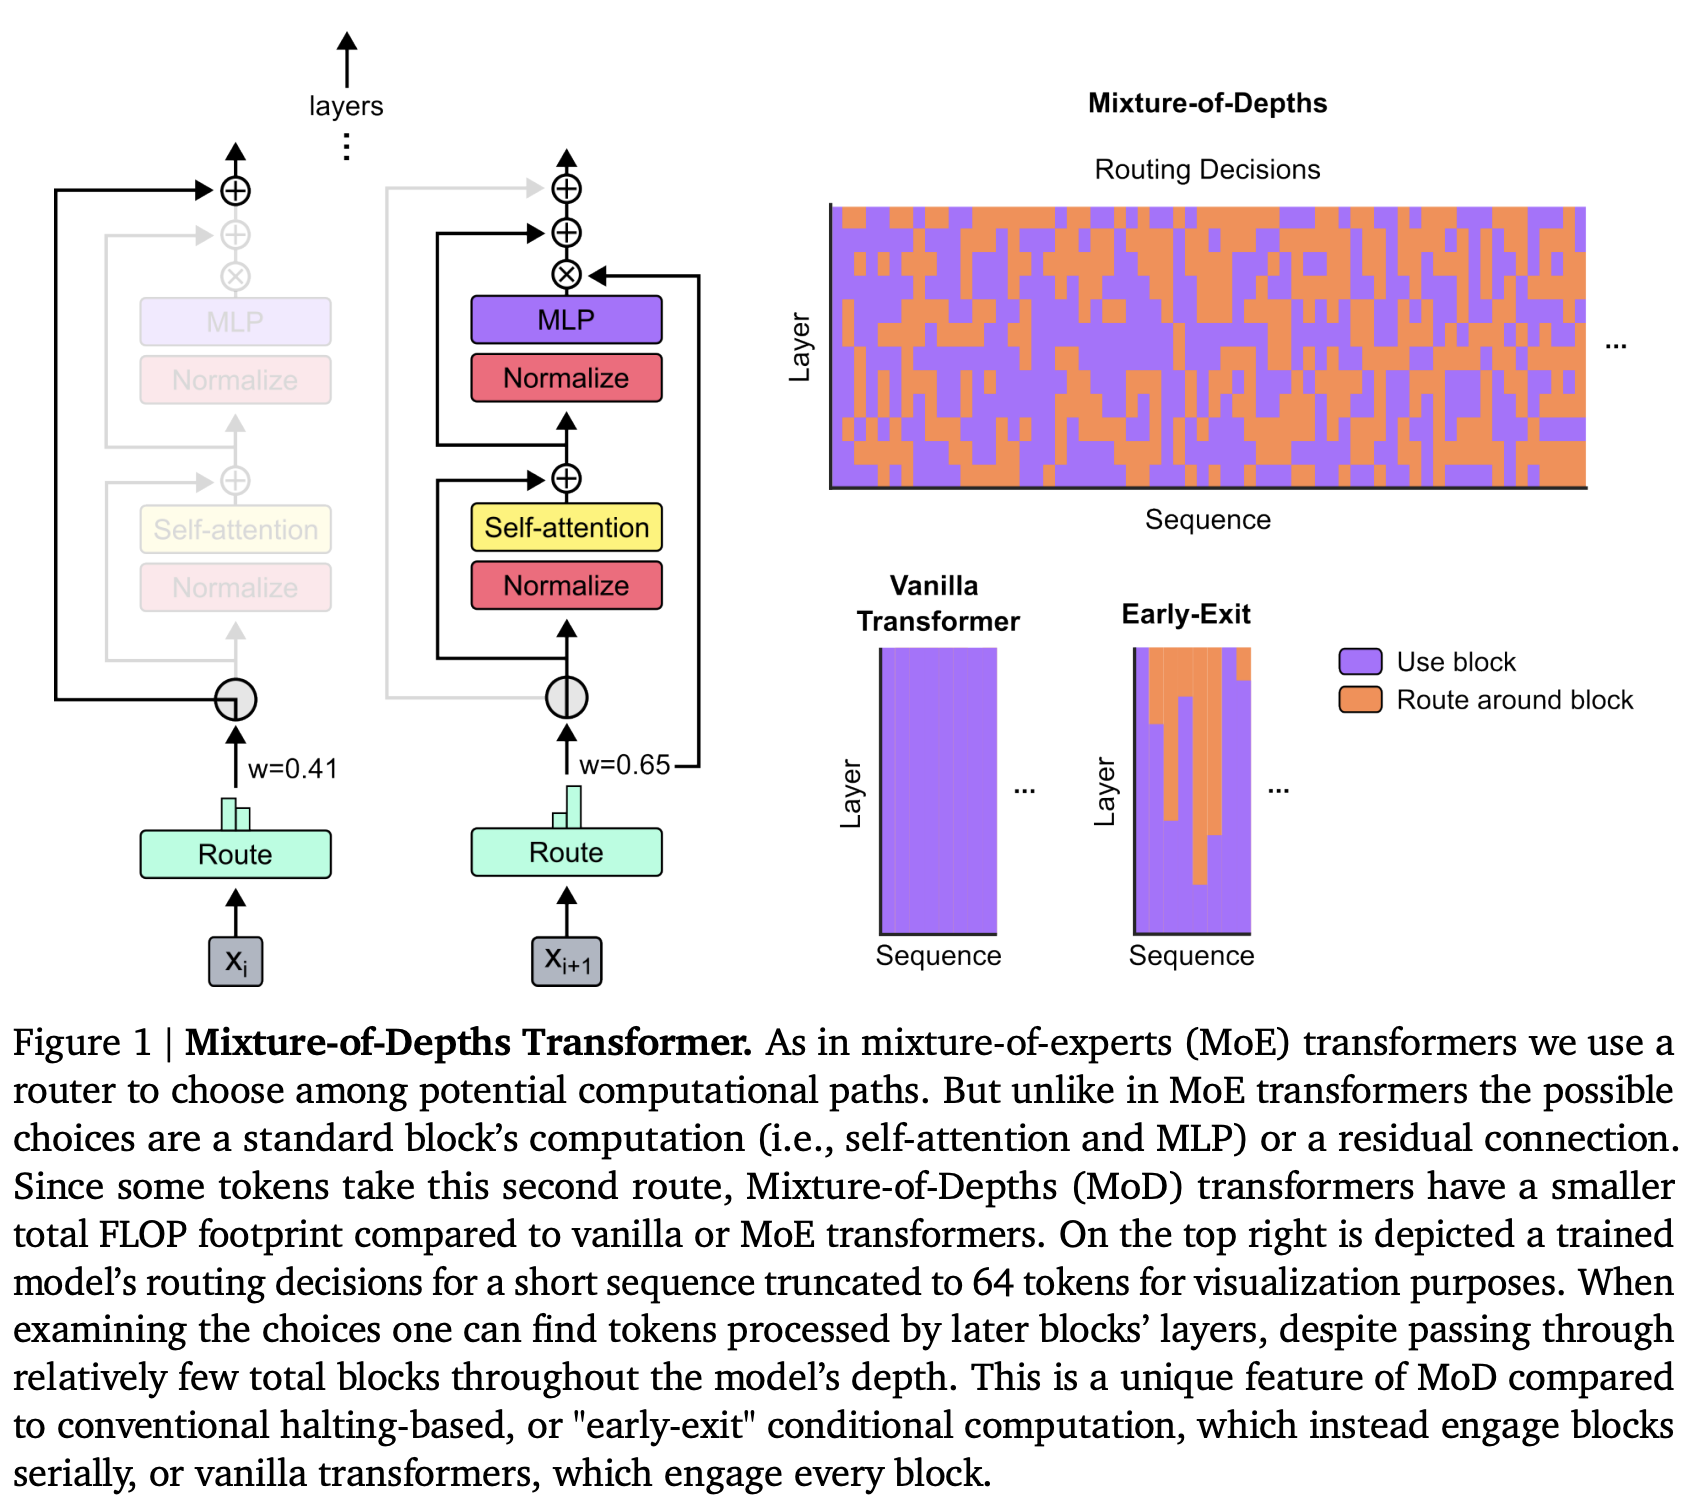 layers
...
MLP
Normalize
Self-attention
Normalize
w=0.41
Route
xi
MLP
Normalize
Self-attention
Normalize
w=0.65
Route
xi+1
Mixture-of-Depths
Routing Decisions
Layer
...
Sequence
Vanilla
Transformer
Layer
...
Sequence
Early-Exit
Layer
...
Sequence
Use block
Route around block
Figure 1 | Mixture-of-Depths Transformer. As in mixture-of-experts (MoE) transformers we use a
router to choose among potential computational paths. But unlike in MoE transformers the possible
choices are a standard block’s computation (i.e., self-attention and MLP) or a residual connection.
Since some tokens take this second route, Mixture-of-Depths (MoD) transformers have a smaller
total FLOP footprint compared to vanilla or MoE transformers. On the top right is depicted a trained
model’s routing decisions for a short sequence truncated to 64 tokens for visualization purposes. When
examining the choices one can find tokens processed by later blocks’ layers, despite passing through
relatively few total blocks throughout the model’s depth. This is a unique feature of MoD compared
to conventional halting-based, or "early-exit" conditional computation, which instead engage blocks
serially, or vanilla transformers, which engage every block.